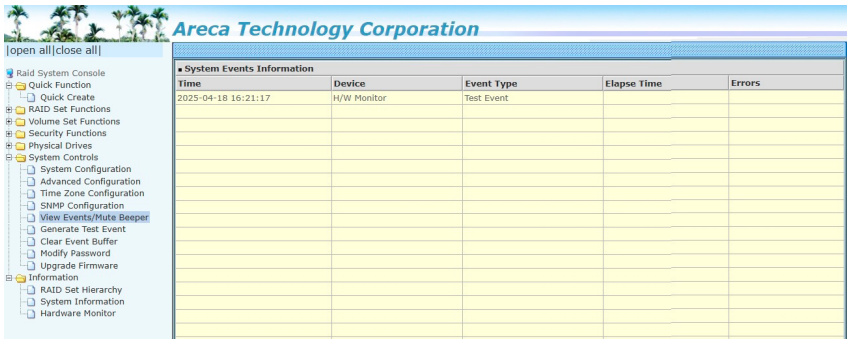 Areca Technology Corporation
|open all|close all|
Raid System Console
Quick Function
Quick Create
RAID Set Functions
Volume Set Functions
Security Functions
Physical Drives
System Controls
System Configuration
Advanced Configuration
Time Zone Configuration
SNMP Configuration
View Events/Mute Beeper
Generate Test Event
Clear Event Buffer
Modify Password
Upgrade Firmware
Information
RAID Set Hierarchy
System Information
Hardware Monitor
System Events Information
Time Device Event Type Elapse Time Errors
2025-04-18 16:21:17 H/W Monitor Test Event